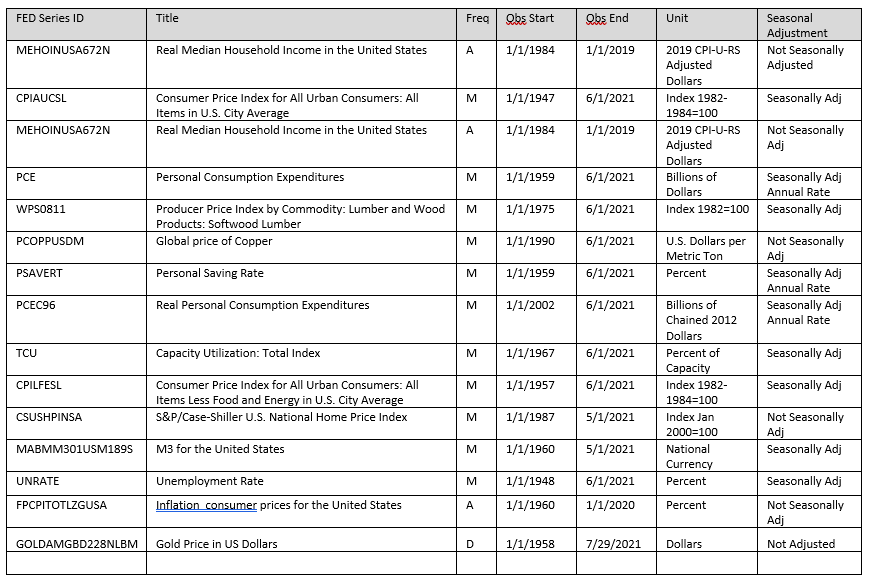 FED Series ID Title Freq Obs Start Obs End Unit Seasonal
Adjustment
MEHOINUSA672N Real Median Household Income in the United States A 1/1/1984 1/1/2019 2019 CPI-U-RS Not Seasonally
Adjusted Adjusted
Dollars
CPIAUCSL Consumer Price Index for All Urban Consumers: All M 1/1/1947 6/1/2021 Index 1982- Seasonally Adj
Items in U.S. City Average 1984=100
MEHOINUSA672N Real Median Household Income in the United States A 1/1/1984 1/1/2019 2019 CPI-U-RS Not Seasonally
Adjusted Adj
Dollars
PCE Personal Consumption Expenditures M 1/1/1959 6/1/2021 Billions of Seasonally Adj
Dollars Annual Rate
WPS0811 Producer Price Index by Commodity: Lumber and Wood M 1/1/1975 6/1/2021 Index 1982=100 Seasonally Adj
Products: Softwood Lumber
PCOPPUSDM Global price of Copper M 1/1/1990 6/1/2021 U.S. Dollars per Not Seasonally
Metric Ton Adj
PSAVERT Personal Saving Rate M 1/1/1959 6/1/2021 Percent Seasonally Adj
Annual Rate
PCEC96 Real Personal Consumption Expenditures M 1/1/2002 6/1/2021 Billions of Seasonally Adj
Chained 2012 Annual Rate
Dollars
TCU Capacity Utilization: Total Index M 1/1/1967 6/1/2021 Percent of Seasonally Adj
Capacity
CPILFESL Consumer Price Index for All Urban Consumers: All M 1/1/1957 6/1/2021 Index 1982- Seasonally Adj
Items Less Food and Energy in U.S. City Average 1984=100
CSUSHPINSA S&P/Case-Shiller U.S. National Home Price Index M 1/1/1987 5/1/2021 Index Jan Not Seasonally
2000=100 Adj
MABMM301USM189S M3 for the United States M 1/1/1960 5/1/2021 National Seasonally Adj
Currency
UNRATE Unemployment Rate M 1/1/1948 6/1/2021 Percent Seasonally Adj
FPCPITOTLZGUSA Inflation consumer prices for the United States A 1/1/1960 1/1/2020 Percent Not Seasonally
Adj
GOLDAMGBD228NLBM Gold Price in US Dollars D 1/1/1958 7/29/2021 Dollars Not Adjusted